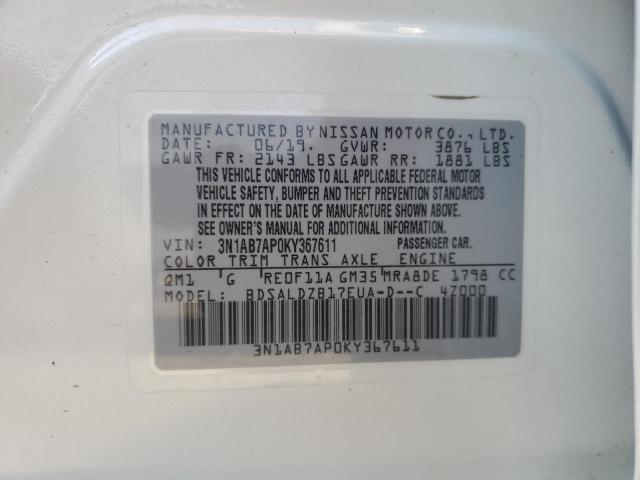 MANUFACTURED BY NISSAN MOTOR CO., LTD.
DATE: 06/19. GVWR: 3876 LBS
GAWR FR: 2143 LBS GAWR RR: 1881 LBS
THIS VEHICLE CONFORMS TO ALL APPLICABLE FEDERAL MOTOR
VEHICLE SAFETY, BUMPER AND THEFT PREVENTION STANDARDS
IN EFFECT ON THE DATE OF MANUFACTURE SHOWN ABOVE.
SEE OWNER'S MANUAL FOR ADDITIONAL INFORMATION.
VIN: 3N1AB7AP0KY367611 PASSENGER CAR.
COLOR TRIM TRANS AXLE ENGINE
QM1 G RE0F11A GM35 MRA8DE 1798 CC
MODEL: BDSALDZB17EUA-D--C 4Z000
3N1AB7AP0KY367611